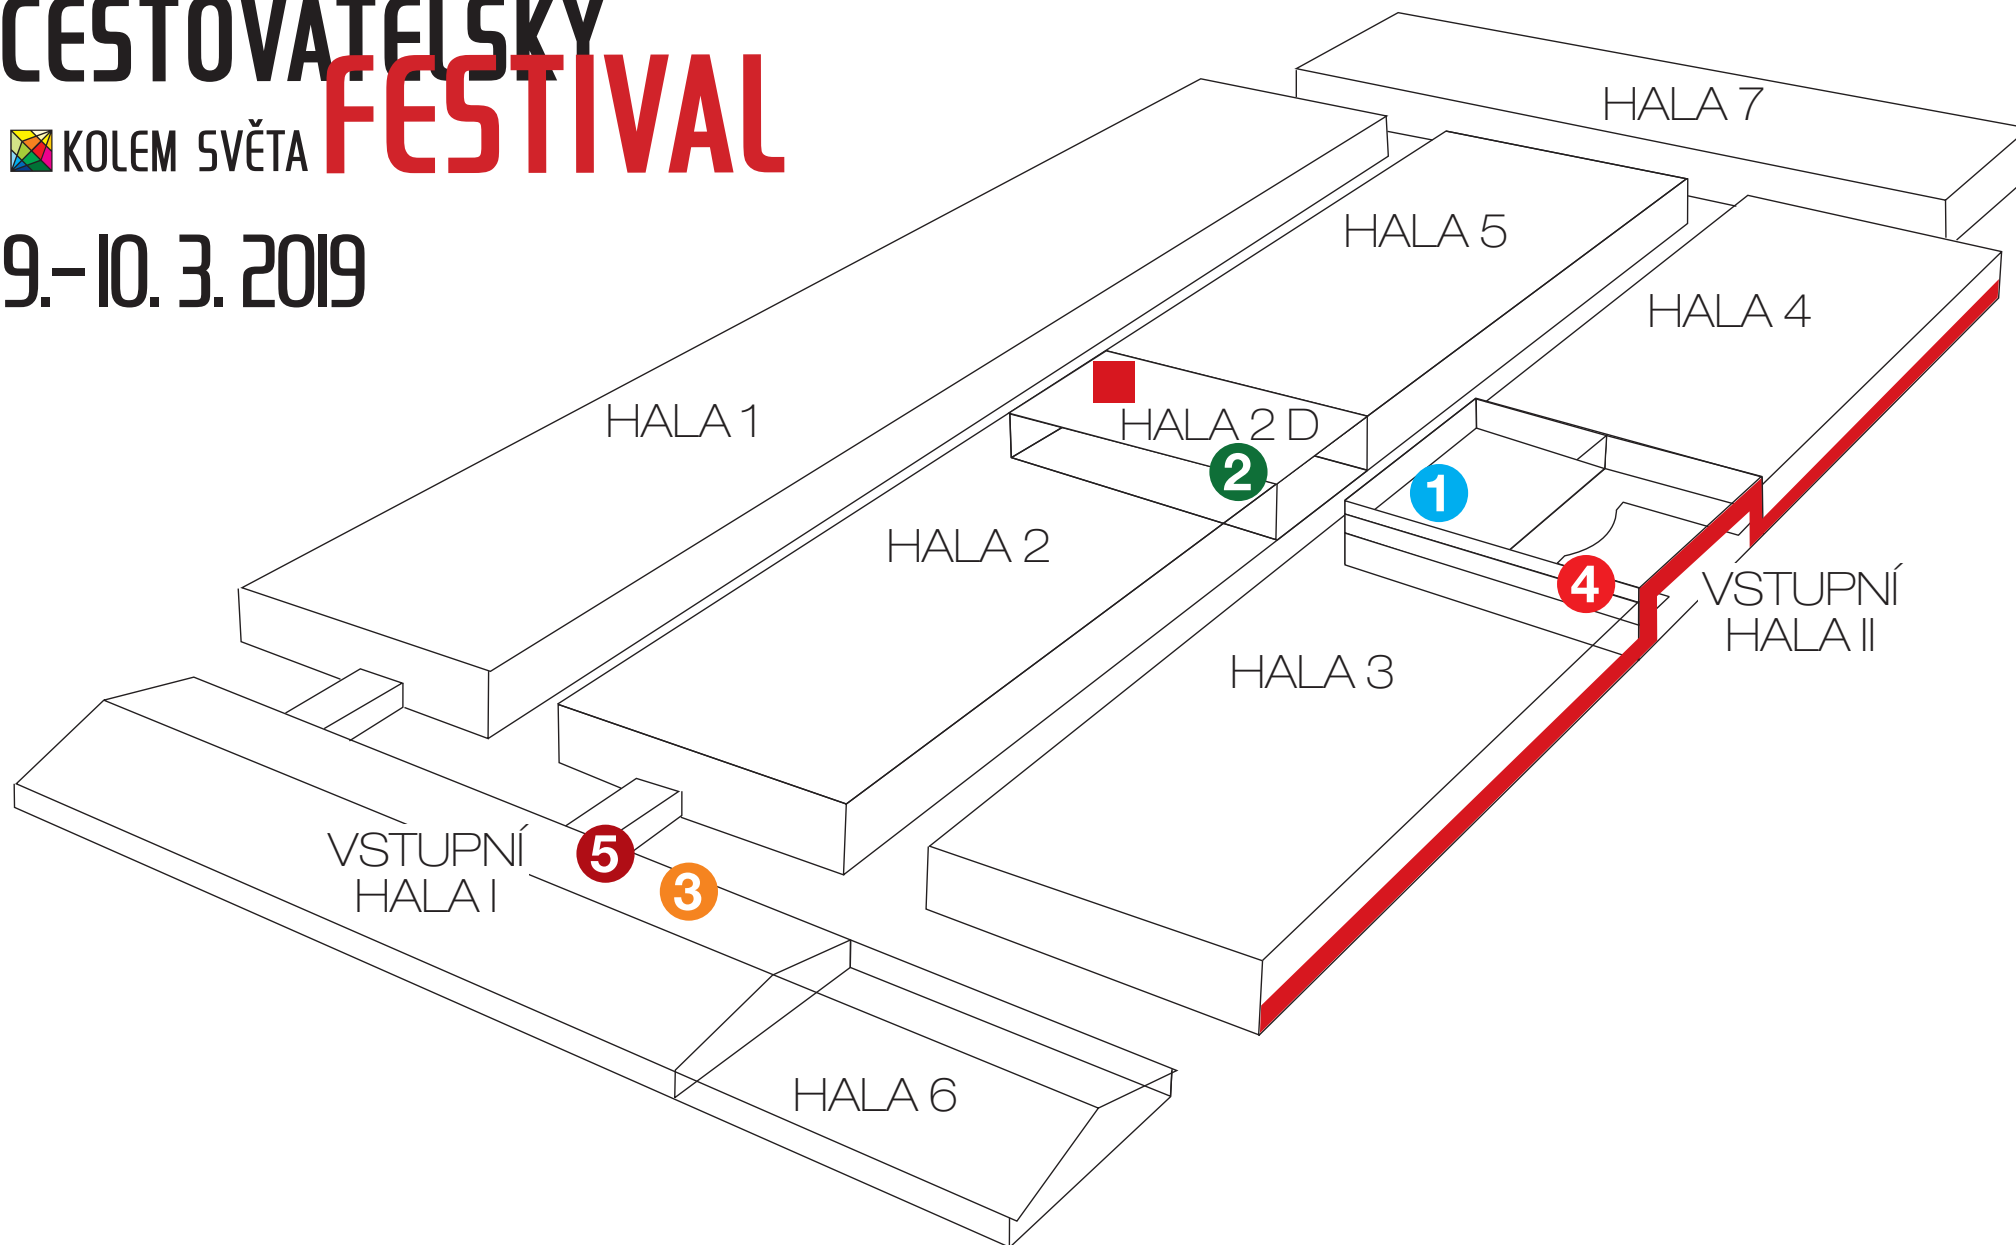 CESTOVATELSKÝ
FESTIVAL
KOLEM SVĚTA
9.–10. 3. 2019
HALA 7
HALA 5
HALA 4
HALA 1
HALA 2 D
2
1
HALA 2
4
VSTUPNÍ
HALA II
HALA 3
VSTUPNÍ
HALA I
5
3
HALA 6